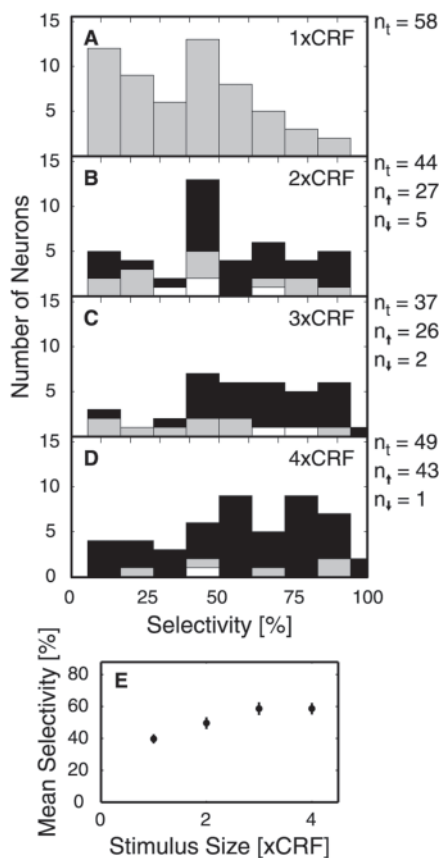 15
A
1xCRF
n_t = 58
10
5
15
B
2xCRF
n_t = 44
n_↑ = 27
n_↓ = 5
10
5
15
C
3xCRF
n_t = 37
n_↑ = 26
n_↓ = 2
10
5
15
D
4xCRF
n_t = 49
n_↑ = 43
n_↓ = 1
10
5
0
Number of Neurons
0 25 50 75 100
Selectivity [%]
E
80
60
40
20
0
Mean Selectivity [%]
0 2 4
Stimulus Size [xCRF]